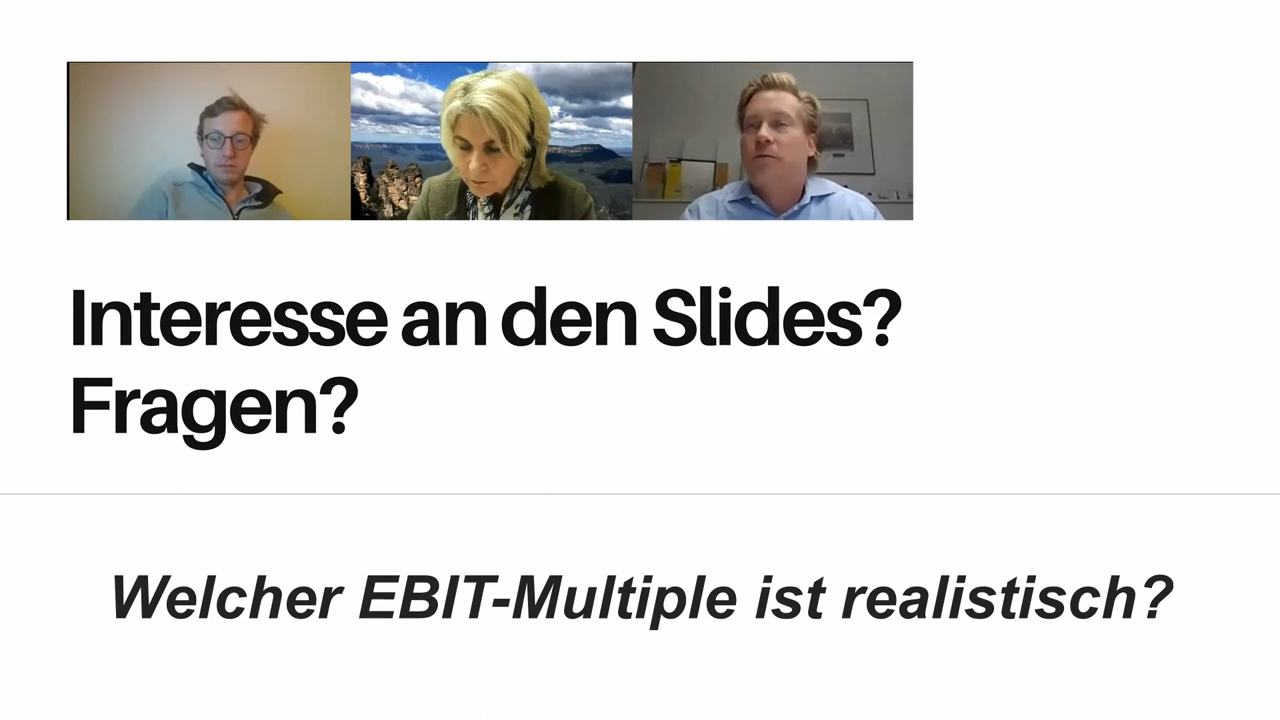 Interesse an den Slides?
Fragen?
Welcher EBIT-Multiple ist realistisch?